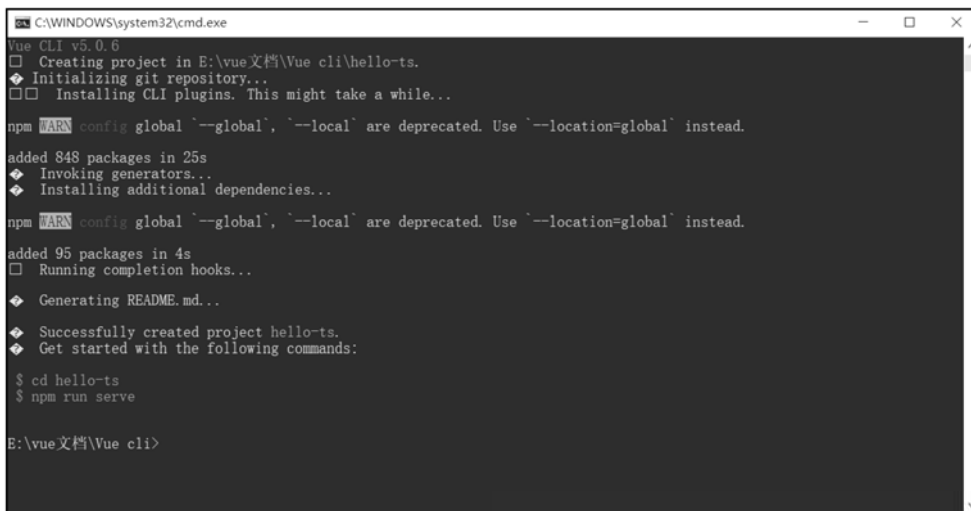 C:\WINDOWS\system32\cmd.exe
Vue CLI v5.0.6
□ Creating project in E:\vue文档\Vue cli\hello-ts.
� Initializing git repository...
□□ Installing CLI plugins. This might take a while...
npm WARN config global `--global`, `--local` are deprecated. Use `--location=global` instead.
added 848 packages in 25s
� Invoking generators...
� Installing additional dependencies...
npm WARN config global `--global`, `--local` are deprecated. Use `--location=global` instead.
added 95 packages in 4s
□ Running completion hooks...
� Generating README.md...
� Successfully created project hello-ts.
� Get started with the following commands:
$ cd hello-ts
$ npm run serve
E:\vue文档\Vue cli>